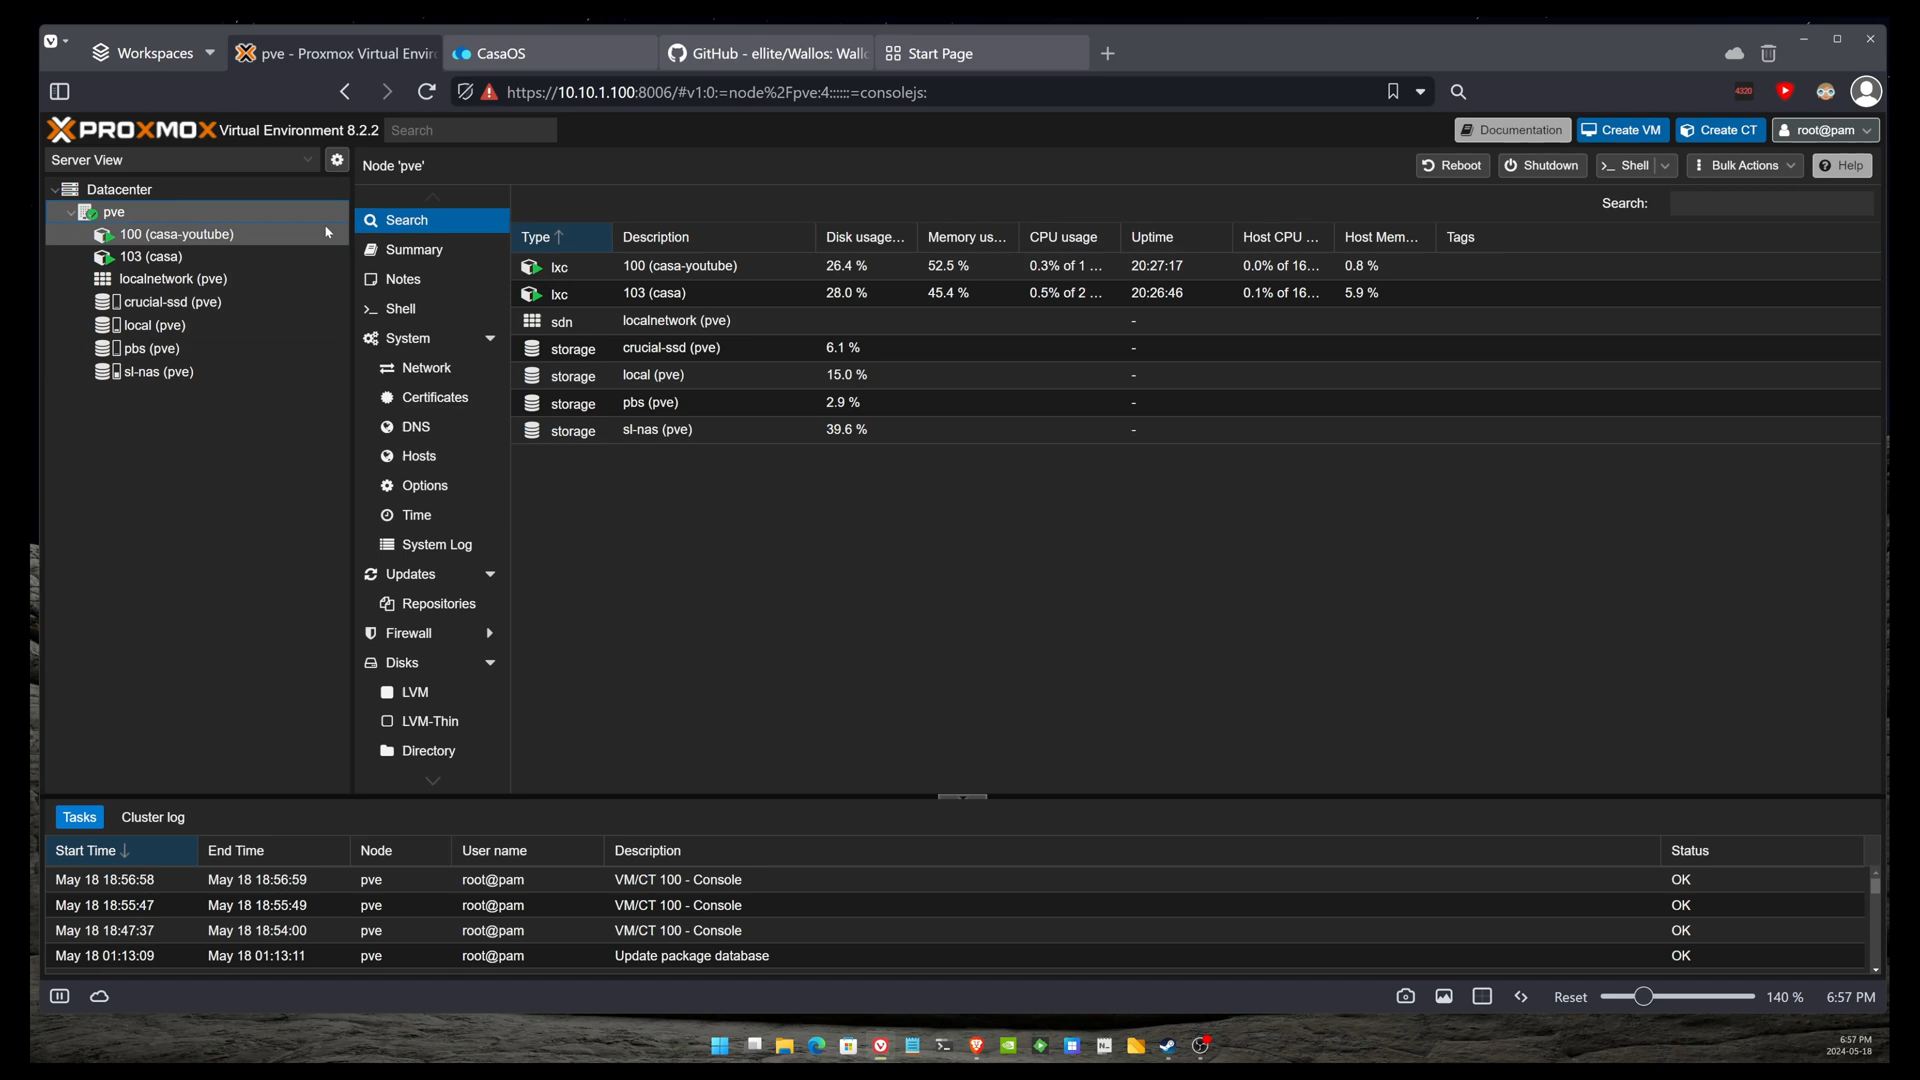 Workspaces
pve - Proxmox Virtual Enviro
CasaOS
GitHub - ellite/Wallos: Wallo
Start Page
https://10.10.1.100:8006/#v1:0:=node%2Fpve:4::::::=consolejs:
4320
PROXMOX Virtual Environment 8.2.2
Search
Documentation
Create VM
Create CT
root@pam
Server View
Node 'pve'
Reboot
Shutdown
Shell
Bulk Actions
Help
Datacenter
pve
100 (casa-youtube)
103 (casa)
localnetwork (pve)
crucial-ssd (pve)
local (pve)
pbs (pve)
sl-nas (pve)
Search
Summary
Notes
Shell
System
Network
Certificates
DNS
Hosts
Options
Time
System Log
Updates
Repositories
Firewall
Disks
LVM
LVM-Thin
Directory
Search:
Type Description Disk usage... Memory us... CPU usage Uptime Host CPU ... Host Mem... Tags
lxc 100 (casa-youtube) 26.4 % 52.5 % 0.3% of 1 ... 20:27:17 0.0% of 16... 0.8 %
lxc 103 (casa) 28.0 % 45.4 % 0.5% of 2 ... 20:26:46 0.1% of 16... 5.9 %
sdn localnetwork (pve) -
storage crucial-ssd (pve) 6.1 % -
storage local (pve) 15.0 % -
storage pbs (pve) 2.9 % -
storage sl-nas (pve) 39.6 % -
Tasks
Cluster log
Start Time End Time Node User name Description Status
May 18 18:56:58 May 18 18:56:59 pve root@pam VM/CT 100 - Console OK
May 18 18:55:47 May 18 18:55:49 pve root@pam VM/CT 100 - Console OK
May 18 18:47:37 May 18 18:54:00 pve root@pam VM/CT 100 - Console OK
May 18 01:13:09 May 18 01:13:11 pve root@pam Update package database OK
Reset
140 %
6:57 PM
6:57 PM
2024-05-18